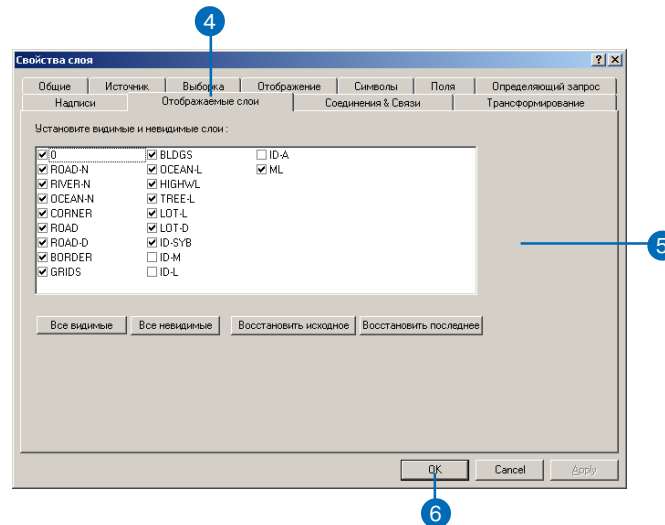 4
Свойства слоя
Общие Источник Выборка Отображение Символы Поля Определяющий запрос
Надписи Отображаемые слои Соединения & Связи Трансформирование
Установите видимые и невидимые слои :
0 BLDGS ID-A
ROAD-N OCEAN-L ML
RIVER-N HIGHWL
OCEAN-N TREE-L
CORNER LOT-L
ROAD LOT-D
ROAD-D ID-SYB
BORDER ID-M
GRIDS ID-L
5
Все видимые Все невидимые Восстановить исходное Восстановить последнее
OK Cancel Apply
6